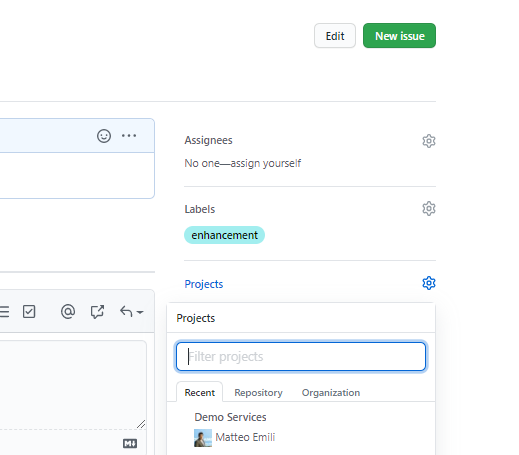 Edit New issue
Assignees
No one—assign yourself
Labels
enhancement
Projects
Projects
Filter projects
Recent Repository Organization
Demo Services
Matteo Emili